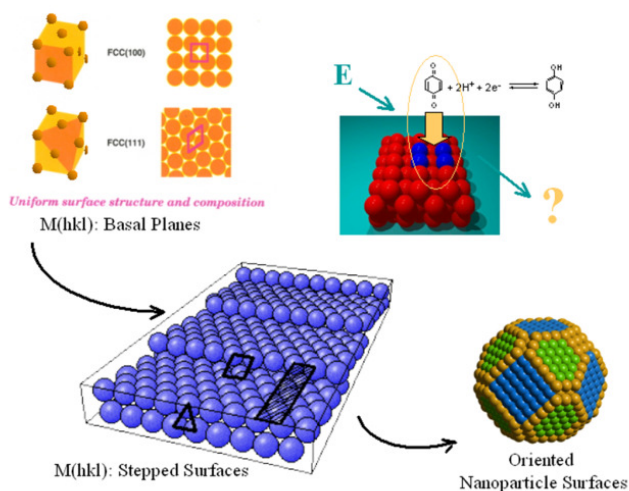 FCC(100)
FCC(111)
Uniform surface structure and composition
M(hkl): Basal Planes
E
O
+ 2H+ + 2e-
O
OH
OH
?
M(hkl): Stepped Surfaces
Oriented
Nanoparticle Surfaces